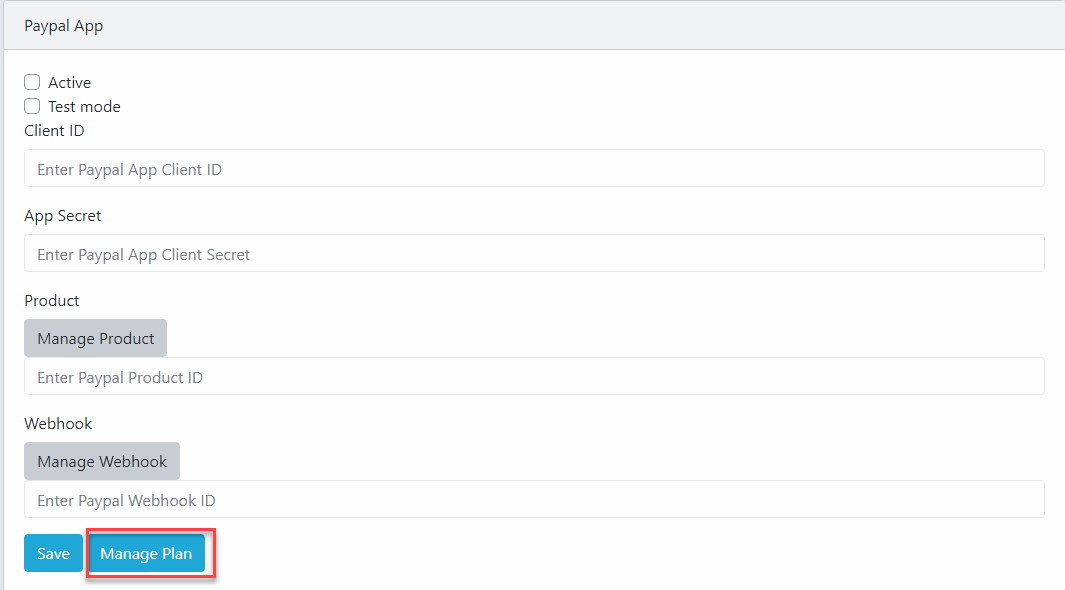 Paypal App
Active
Test mode
Client ID
Enter Paypal App Client ID
App Secret
Enter Paypal App Client Secret
Product
Manage Product
Enter Paypal Product ID
Webhook
Manage Webhook
Enter Paypal Webhook ID
Save Manage Plan